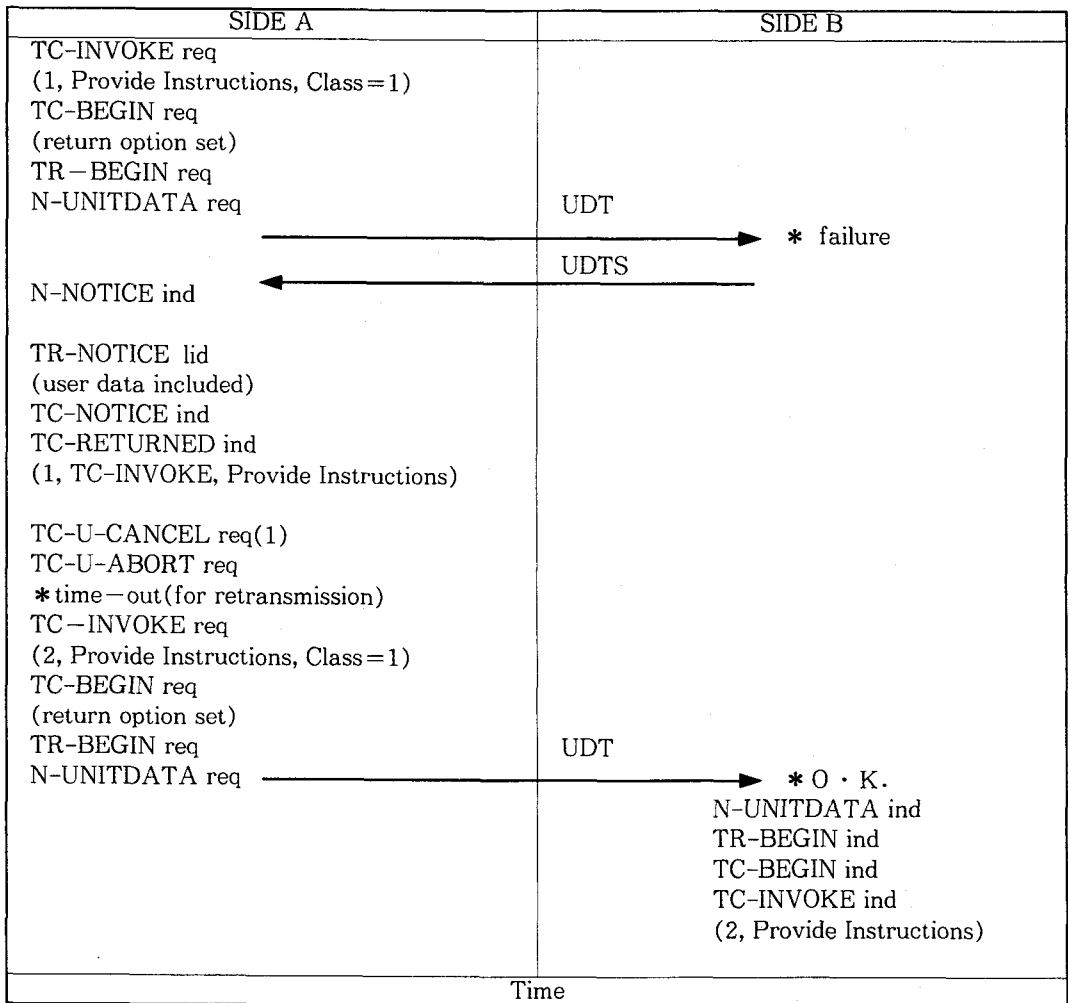 SIDE A
SIDE B
TC-INVOKE req
(1, Provide Instructions, Class=1)
TC-BEGIN req
(return option set)
TR-BEGIN req
N-UNITDATA req
UDT
* failure
UDTS
N-NOTICE ind
TR-NOTICE lid
(user data included)
TC-NOTICE ind
TC-RETURNED ind
(1, TC-INVOKE, Provide Instructions)
TC-U-CANCEL req(1)
TC-U-ABORT req
*time-out(for retransmission)
TC-INVOKE req
(2, Provide Instructions, Class=1)
TC-BEGIN req
(return option set)
TR-BEGIN req
UDT
N-UNITDATA req
* O · K.
N-UNITDATA ind
TR-BEGIN ind
TC-BEGIN ind
TC-INVOKE ind
(2, Provide Instructions)
Time